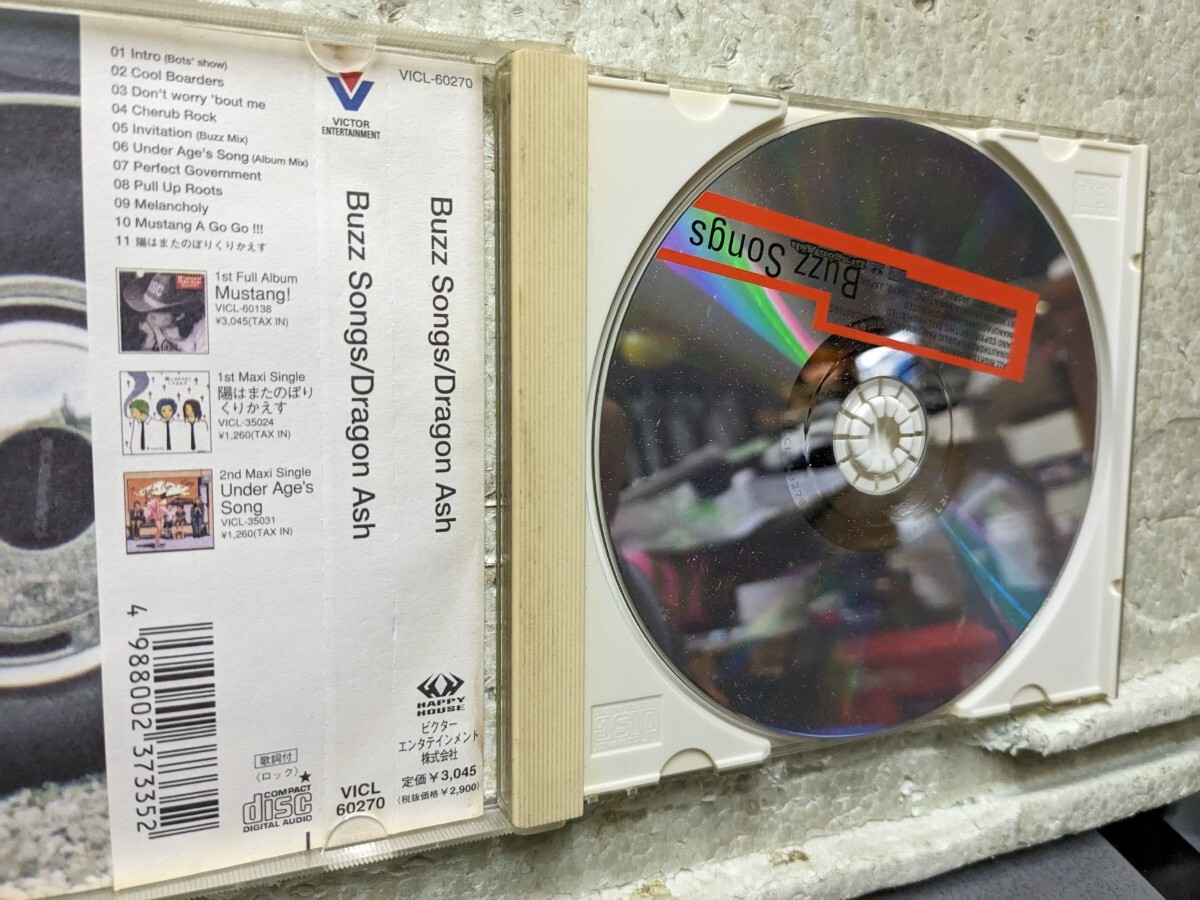 01 Intro (Bots' show)
02 Cool Boarders
03 Don't worry 'bout me
04 Cherub Rock
05 Invitation (Buzz Mix)
06 Under Age's Song (Album Mix)
07 Perfect Government
08 Pull Up Roots
09 Melancholy
10 Mustang A Go Go !!!
11 陽はまたのぼりくりかえす
1st Full Album
Mustang!
VICL-60138
¥3,045(TAX IN)
1st Maxi Single
陽はまたのぼり
くりかえす
VICL-35024
¥1,260(TAX IN)
2nd Maxi Single
Under Age's
Song
VICL-35031
¥1,260(TAX IN)
4 988002 373352
歌詞付
〈ロック〉★
COMPACT
disc
DIGITAL AUDIO
VICTOR
ENTERTAINMENT
Buzz Songs/Dragon Ash
VICL
60270
VICL-60270
Buzz Songs/Dragon Ash
HAPPY
HOUSE
ビクター
エンタテインメント
株式会社
定価¥3,045
(税抜価格¥2,900)
Buzz Songs
disc
disc